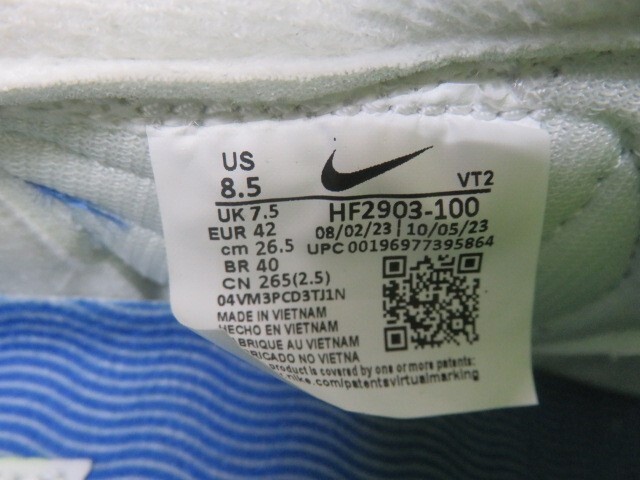 US
8.5
VT2
UK 7.5
HF2903-100
EUR 42
08/02/23 10/05/23
cm 26.5
UPC 00196977395864
BR 40
CN 265(2.5)
04VM3PCD3TJ1N
MADE IN VIETNAM
HECHO EN VIETNAM
BRIQUE AU VIETNAM
RICADO NO VIETNA
product is covered by one or more patents:
nike.com/patentsvirtualmarking